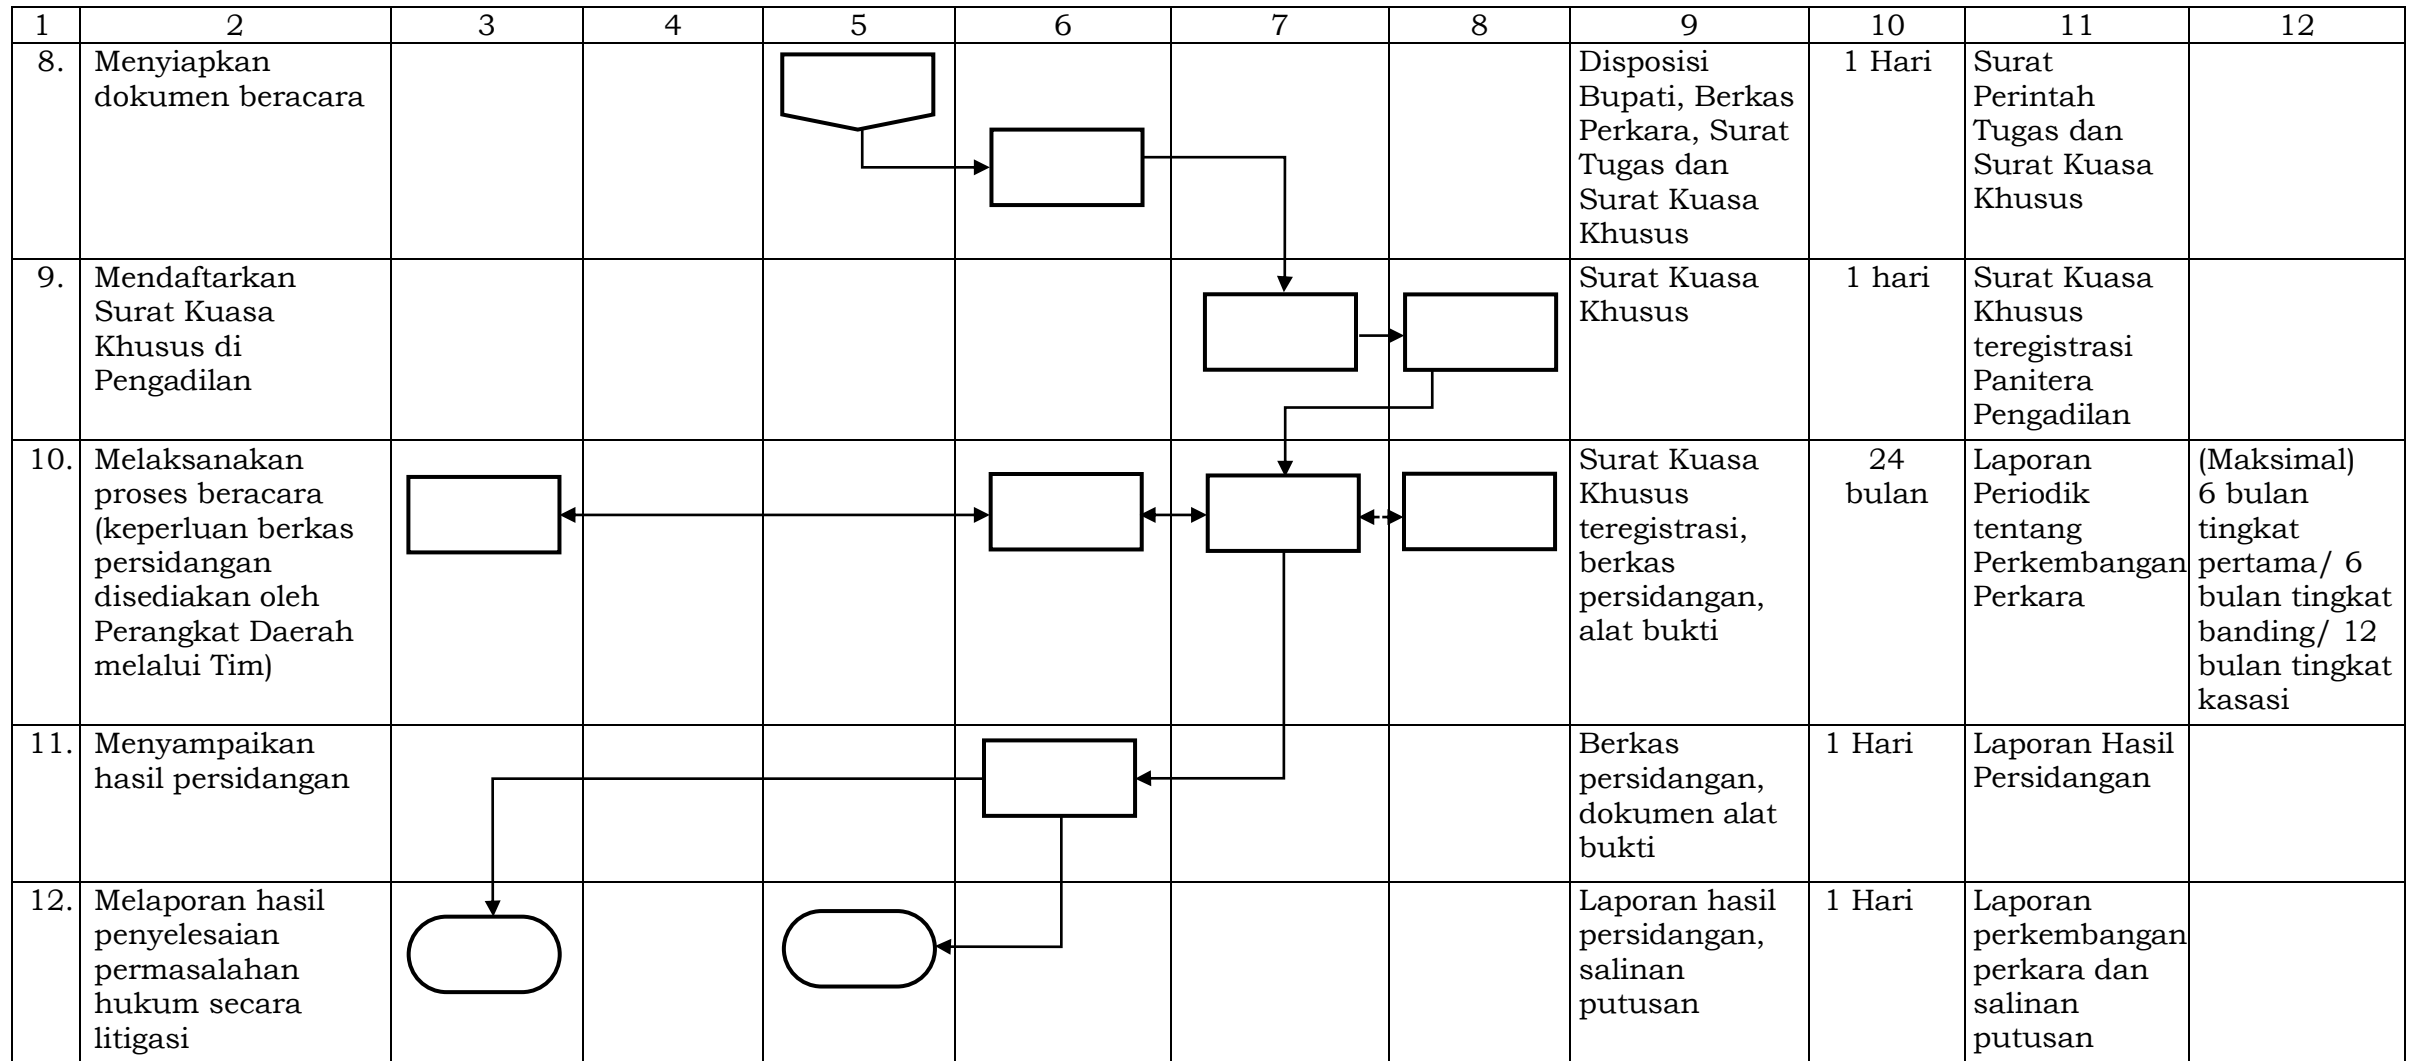 1 2 3 4 5 6 7 8 9 10 11 12
8.
Menyiapkan
dokumen beracara
Disposisi
Bupati, Berkas
Perkara, Surat
Tugas dan
Surat Kuasa
Khusus
1 Hari
Surat
Perintah
Tugas dan
Surat Kuasa
Khusus
9.
Mendaftarkan
Surat Kuasa
Khusus di
Pengadilan
Surat Kuasa
Khusus
1 hari
Surat Kuasa
Khusus
teregistrasi
Panitera
Pengadilan
10.
Melaksanakan
proses beracara
(keperluan berkas
persidangan
disediakan oleh
Perangkat Daerah
melalui Tim)
Surat Kuasa
Khusus
teregistrasi,
berkas
persidangan,
alat bukti
24
bulan
Laporan
Periodik
tentang
Perkembangan
Perkara
(Maksimal)
6 bulan
tingkat
pertama/ 6
bulan tingkat
banding/ 12
bulan tingkat
kasasi
11.
Menyampaikan
hasil persidangan
Berkas
persidangan,
dokumen alat
bukti
1 Hari
Laporan Hasil
Persidangan
12.
Melaporan hasil
penyelesaian
permasalahan
hukum secara
litigasi
Laporan hasil
persidangan,
salinan
putusan
1 Hari
Laporan
perkembangan
perkara dan
salinan
putusan